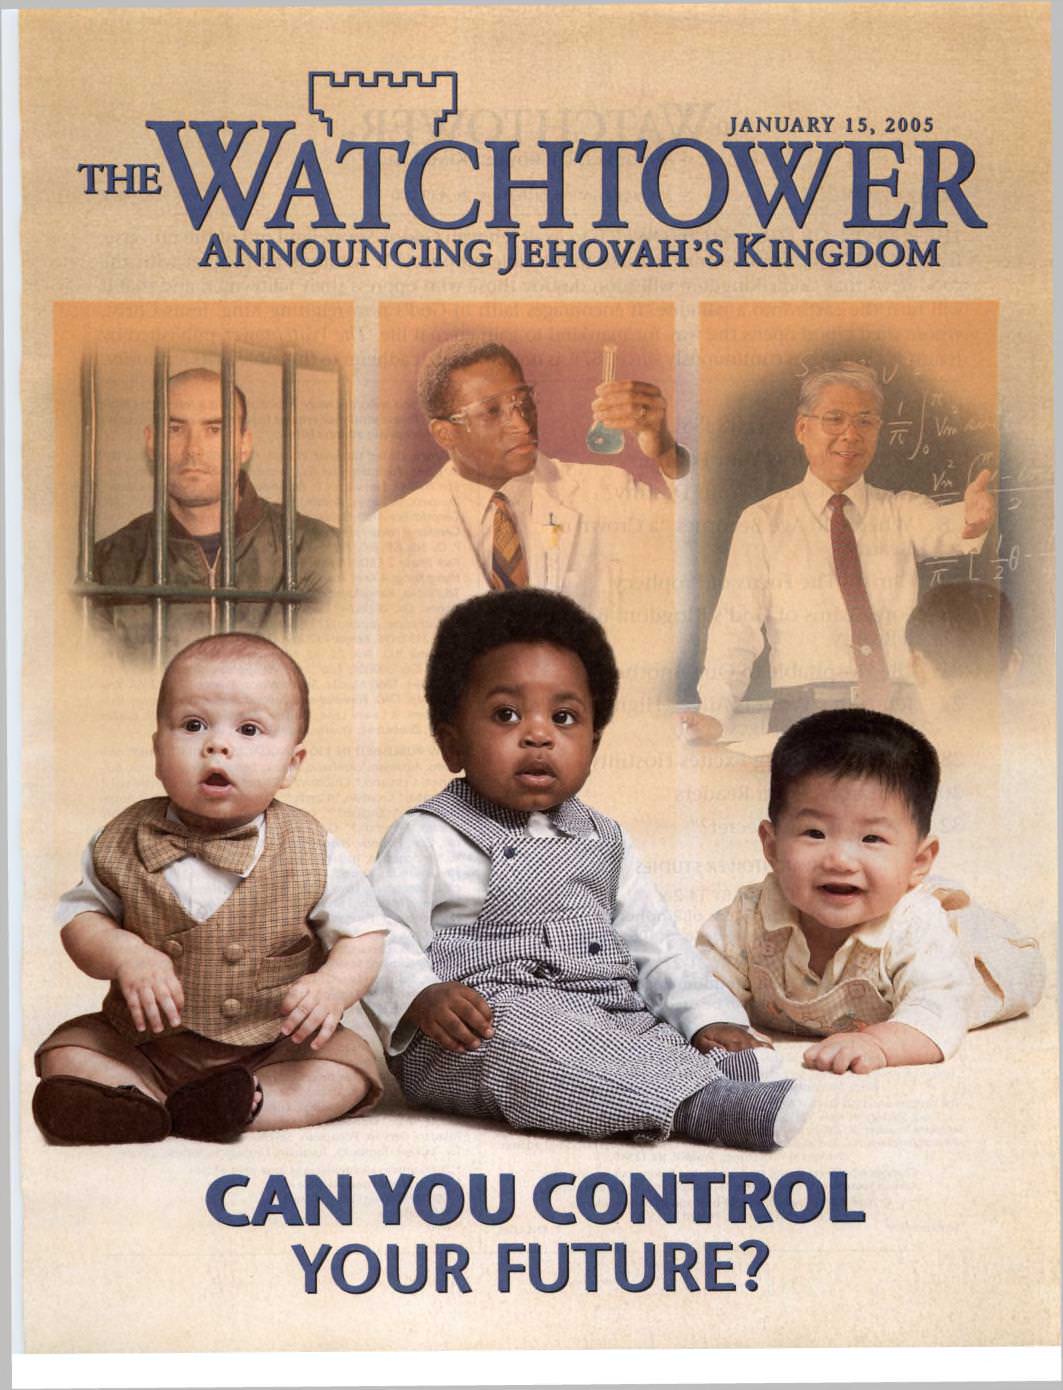 JANUARY 15, 2005
THE WATCHTOWER
ANNOUNCING JEHOVAH'S KINGDOM
CAN YOU CONTROL
YOUR FUTURE?